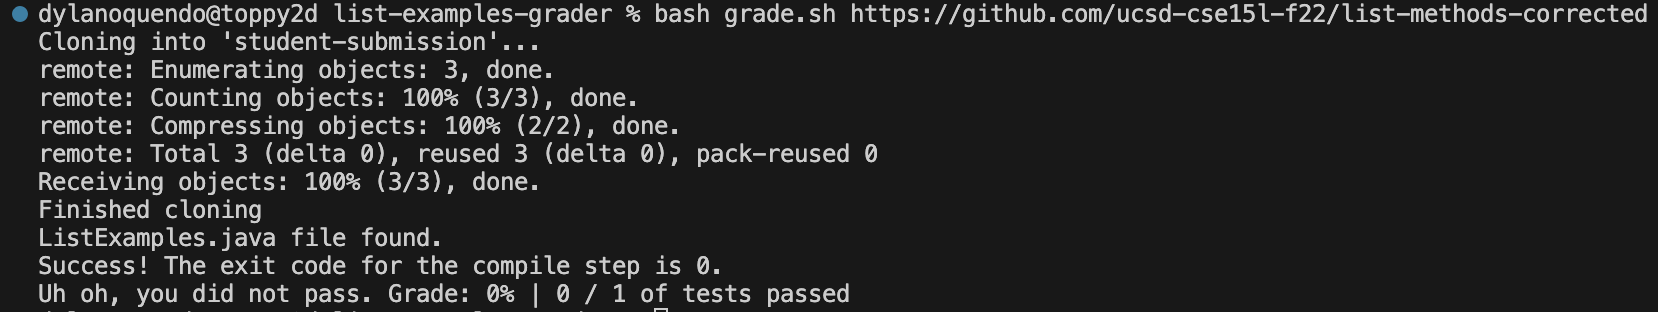 dylanoquendo@toppy2d list-examples-grader % bash grade.sh https://github.com/ucsd-cse15l-f22/list-methods-corrected
Cloning into 'student-submission'...
remote: Enumerating objects: 3, done.
remote: Counting objects: 100% (3/3), done.
remote: Compressing objects: 100% (2/2), done.
remote: Total 3 (delta 0), reused 3 (delta 0), pack-reused 0
Receiving objects: 100% (3/3), done.
Finished cloning
ListExamples.java file found.
Success! The exit code for the compile step is 0.
Uh oh, you did not pass. Grade: 0% | 0 / 1 of tests passed